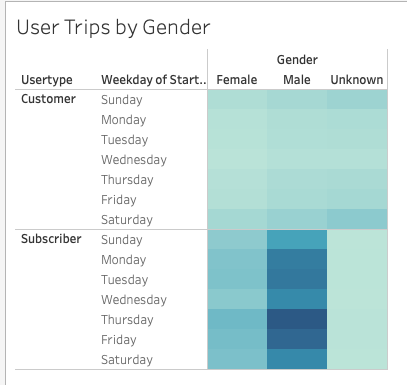 User Trips by Gender
Gender
Usertype Weekday of Start.. Female Male Unknown
Customer Sunday
Monday
Tuesday
Wednesday
Thursday
Friday
Saturday
Subscriber Sunday
Monday
Tuesday
Wednesday
Thursday
Friday
Saturday